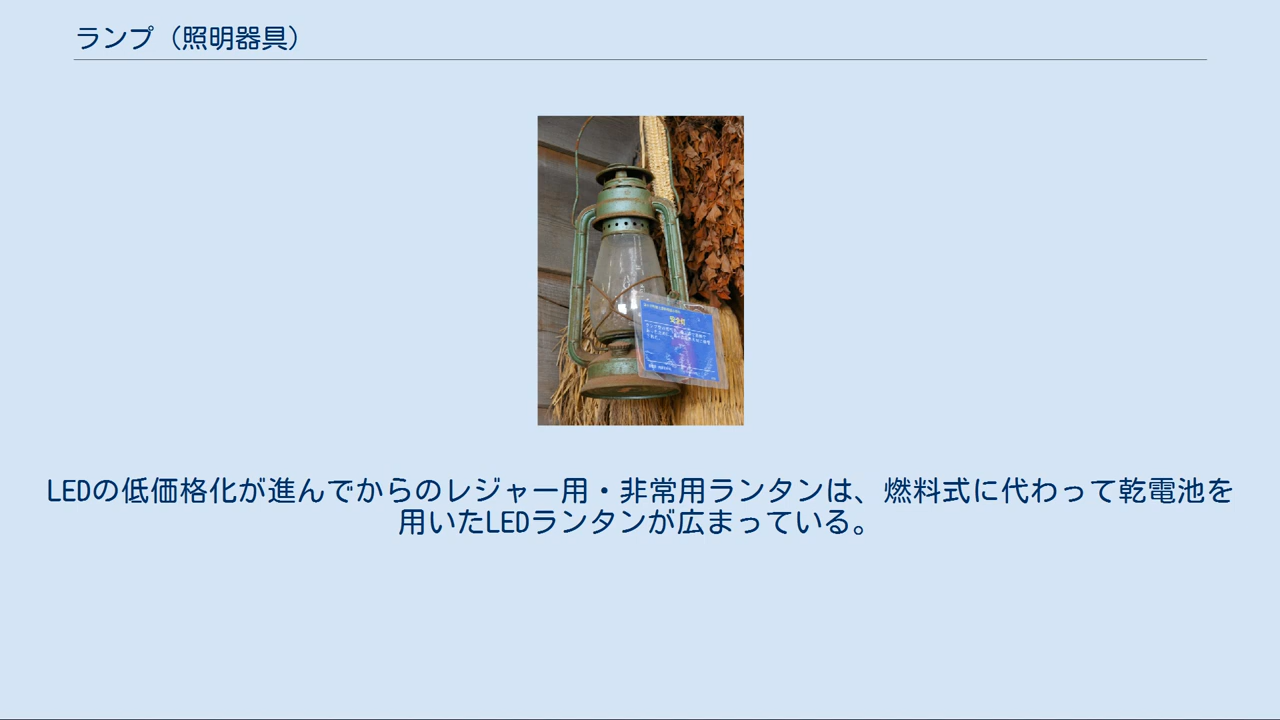 ランプ（照明器具）
安全灯
LEDの低価格化が進んでからのレジャー用・非常用ランタンは、燃料式に代わって乾電池を
用いたLEDランタンが広まっている。